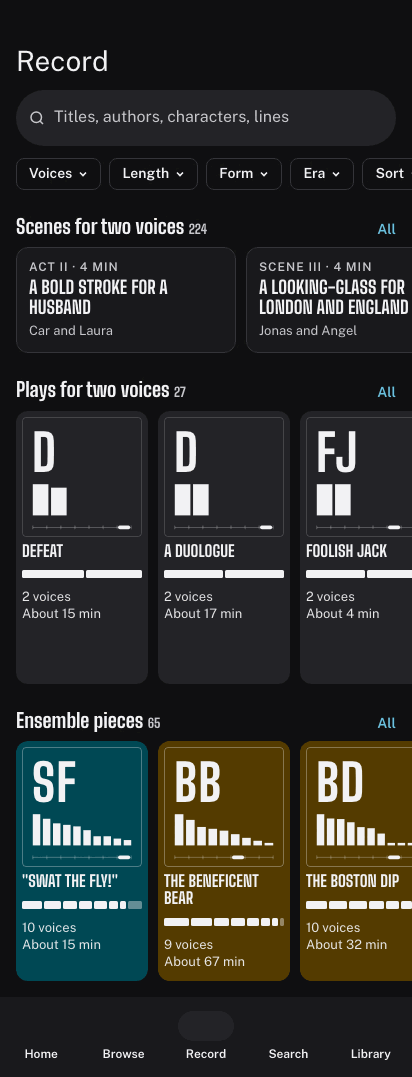 Record
Titles, authors, characters, lines
Voices
Length
Form
Era
Sort
Scenes for two voices 224
All
ACT II · 4 MIN
A BOLD STROKE FOR A
HUSBAND
Car and Laura
SCENE III · 4 MIN
A LOOKING-GLASS FOR
LONDON AND ENGLAND
Jonas and Angel
Plays for two voices 27
All
D
DEFEAT
2 voices
About 15 min
D
A DUOLOGUE
2 voices
About 17 min
FJ
FOOLISH JACK
2 voices
About 4 min
Ensemble pieces 65
All
SF
"SWAT THE FLY!"
10 voices
About 15 min
BB
THE BENEFICENT
BEAR
9 voices
About 67 min
BD
THE BOSTON DIP
10 voices
About 32 min
Home
Browse
Record
Search
Library